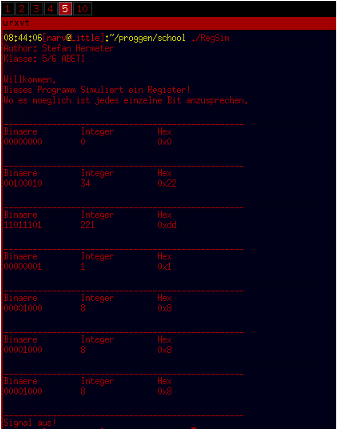 1 2 3 4 5 10
urxvt
08:44:06[marv@_ittle]:~/proggen/school ./RegSim
Author: Stefan Hermeter
Klasse: 5/6 ABETI
Willkommen,
Dieses Programm Simuliert ein Register!
Wo es moeglich ist jedes einzelne Bit anzusprechen.
Binaere Integer Hex
00000000 0 0x0
Binaere Integer Hex
00100010 34 0x22
Binaere Integer Hex
11011101 221 0xdd
Binaere Integer Hex
00000001 1 0x1
Binaere Integer Hex
00001000 8 0x8
Binaere Integer Hex
00001000 8 0x8
Binaere Integer Hex
00001000 8 0x8
Signal aus!